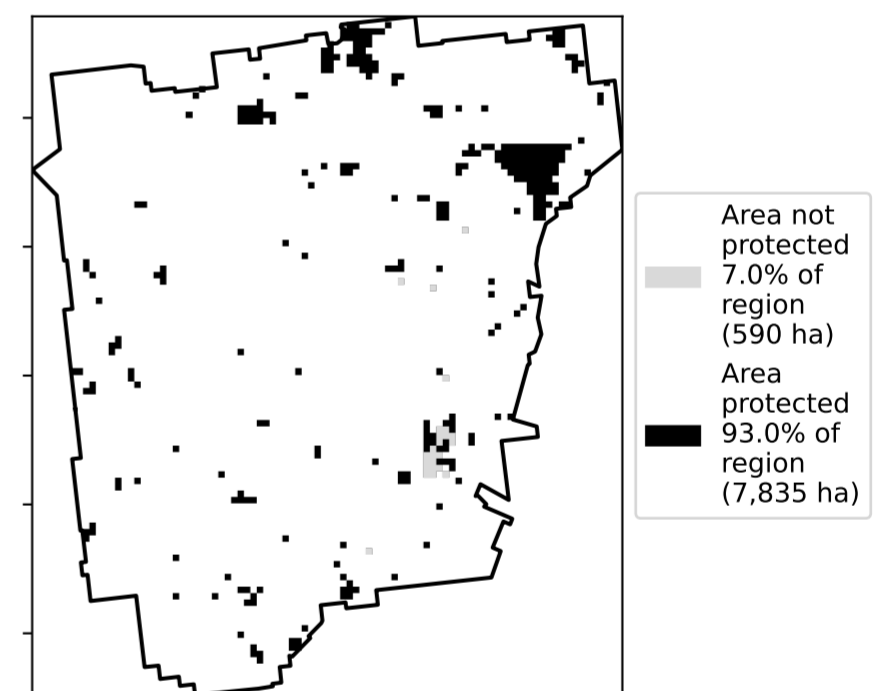 Area not
protected
7.0% of
region
(590 ha)
Area
protected
93.0% of
region
(7,835 ha)